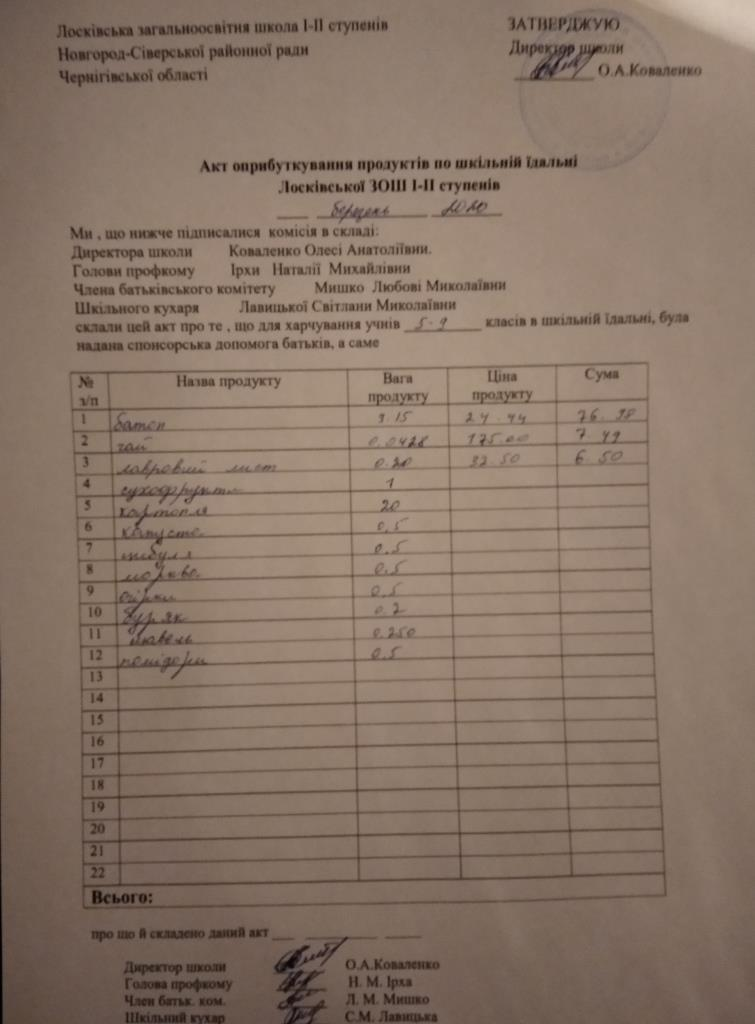 Лосківська загальноосвітня школа І-ІІ ступенів
Новгород-Сіверської районної ради
Чернігівської області
ЗАТВЕРДЖУЮ
Директор школи
О.А.Коваленко
Акт оприбуткування продуктів по шкільній їдальні
Лосківської ЗОШ І-ІІ ступенів
березень 2020
Ми , що нижче підписалися комісія в складі:
Директора школи Коваленко Олесі Анатоліївни.
Голови профкому Ірхи Наталії Михайлівни
Члена батьківського комітету Мишко Любові Миколаївни
Шкільного кухаря Лавицької Світлани Миколаївни
склали цей акт про те , що для харчування учнів 5-9 класів в шкільній їдальні, була
надана спонсорська допомога батьків, а саме
№ з/п Назва продукту Вага продукту Ціна продукту Сума
1 батон 3.15 24.44 76.98
2 чай 0.0428 175.00 7.49
3 лавровий лист 0.20 32.50 6.50
4 сухофрукти 1
5 картопля 20
6 капуста 0,5
7 цибуля 0.5
8 морква 0.5
9 огірки 0.5
10 буряк 0.2
11 щавель 0.250
12 помідори 0.5
13
14
15
16
17
18
19
20
21
22
Всього:
про що й складено даний акт
Директор школи О.А.Коваленко
Голова профкому Н. М. Ірха
Член батьк. ком. Л. М. Мишко
Шкільний кухар С.М. Лавицька